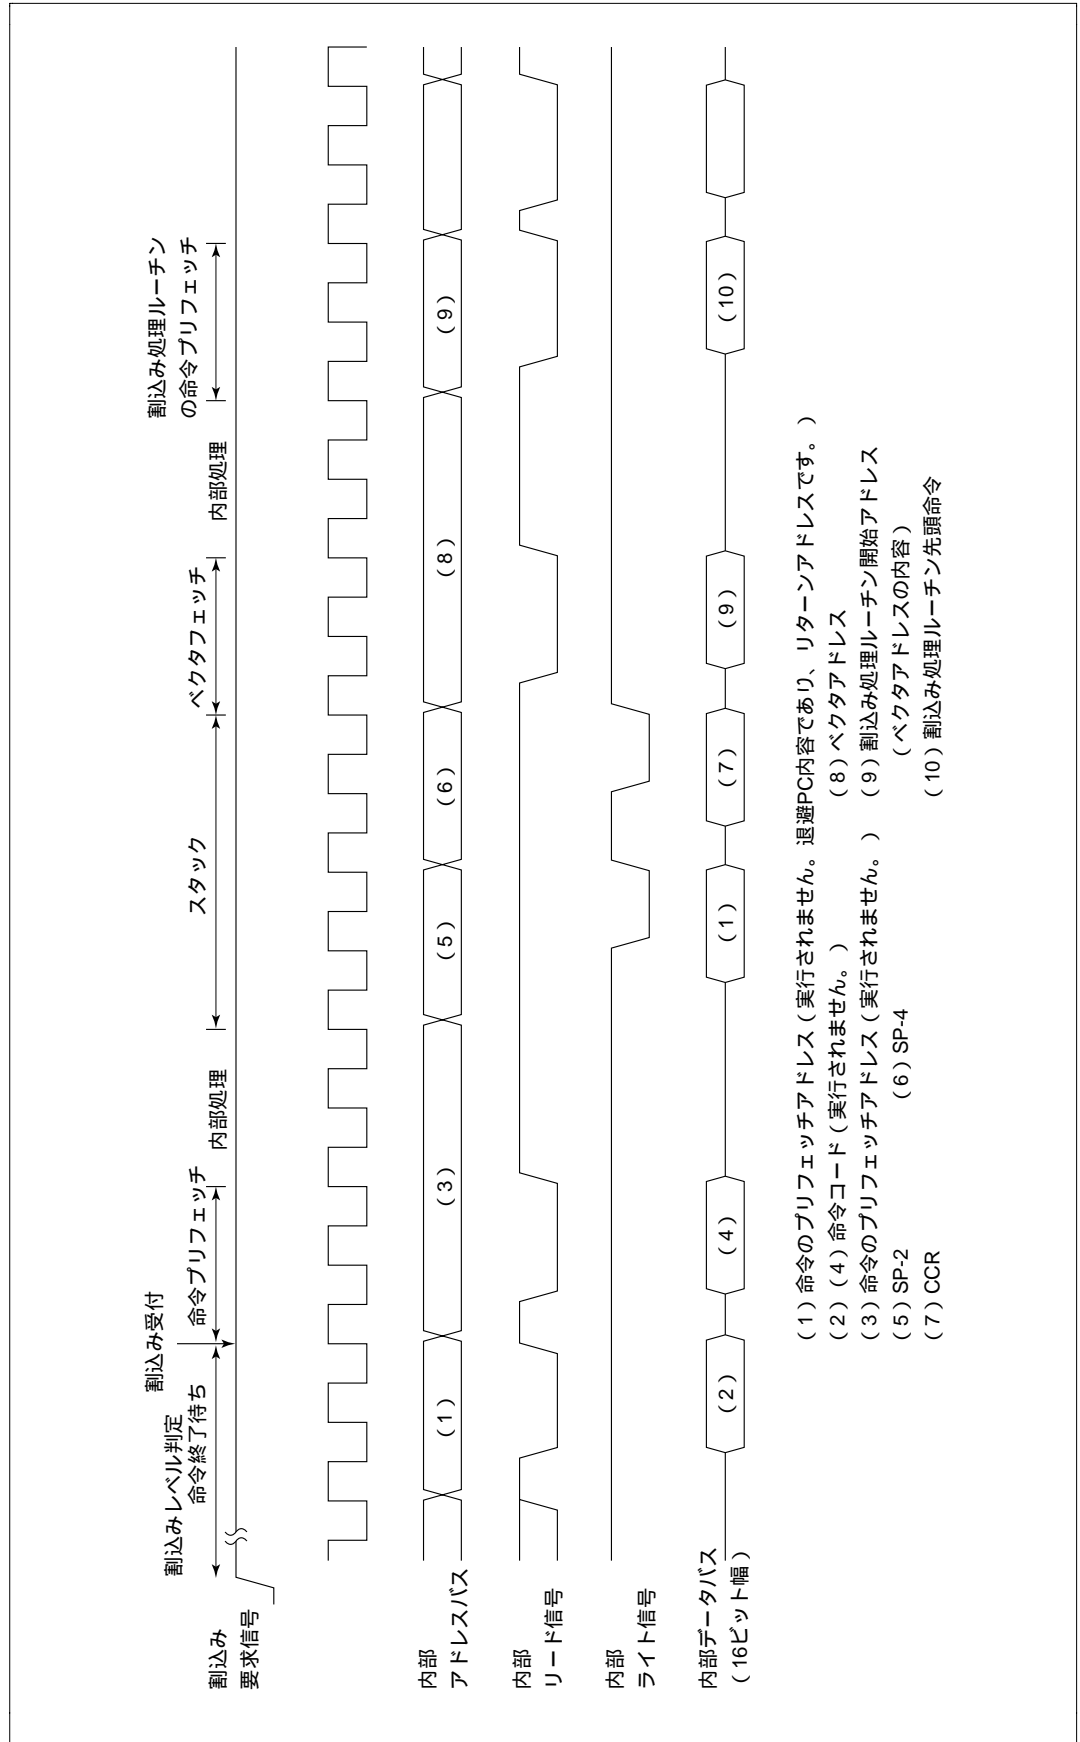 割込みレベル判定
命令終了待ち
割込み受付
命令プリフェッチ
内部処理
スタック
ベクタフェッチ
内部処理
割込み処理ルーチン
の命令プリフェッチ
割込み
要求信号
内部
アドレスバス
(1)
(3)
(5)
(6)
(8)
(9)
内部
リード信号
内部
ライト信号
内部データバス
(16ビット幅)
(2)
(4)
(1)
(7)
(9)
(10)
(1)命令のプリフェッチアドレス(実行されません。退避PC内容であり、リターンアドレスです。)
(2)(4)命令コード(実行されません。)
(3)命令のプリフェッチアドレス(実行されません。)
(5)SP-2
(7)CCR
(6)SP-4
(8)ベクタアドレス
(9)割込み処理ルーチン開始アドレス
(ベクタアドレスの内容)
(10)割込み処理ルーチン先頭命令